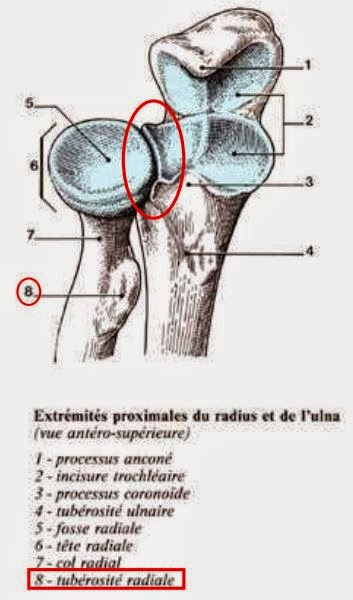 1
2
3
4
5
6
7
8
Extrémités proximales du radius et de l'ulna
(vue antéro-supérieure)
1 - processus anconé
2 - incisure trochléaire
3 - processus coronoïde
4 - tubérosité ulnaire
5 - fosse radiale
6 - tête radiale
7 - col radial
8 - tubérosité radiale